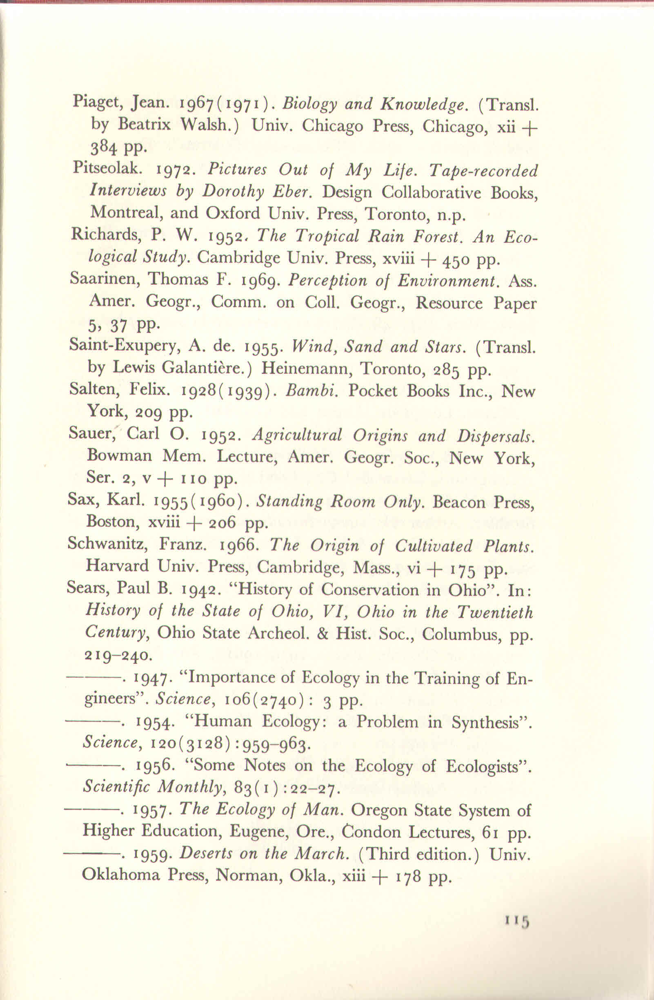 Piaget, Jean. 1967(1971). Biology and Knowledge. (Transl.
by Beatrix Walsh.) Univ. Chicago Press, Chicago, xii +
384 pp.
Pitseolak. 1972. Pictures Out of My Life. Tape-recorded
Interviews by Dorothy Eber. Design Collaborative Books,
Montreal, and Oxford Univ. Press, Toronto, n.p.
Richards, P. W. 1952. The Tropical Rain Forest. An Eco-
logical Study. Cambridge Univ. Press, xviii + 450 pp.
Saarinen, Thomas F. 1969. Perception of Environment. Ass.
Amer. Geogr., Comm. on Coll. Geogr., Resource Paper
5, 37 pp.
Saint-Exupery, A. de. 1955. Wind, Sand and Stars. (Transl.
by Lewis Galantière.) Heinemann, Toronto, 285 pp.
Salten, Felix. 1928(1939). Bambi. Pocket Books Inc., New
York, 209 pp.
Sauer, Carl O. 1952. Agricultural Origins and Dispersals.
Bowman Mem. Lecture, Amer. Geogr. Soc., New York,
Ser. 2, v + 110 pp.
Sax, Karl. 1955(1960). Standing Room Only. Beacon Press,
Boston, xviii + 206 pp.
Schwanitz, Franz. 1966. The Origin of Cultivated Plants.
Harvard Univ. Press, Cambridge, Mass., vi + 175 pp.
Sears, Paul B. 1942. “History of Conservation in Ohio”. In:
History of the State of Ohio, VI, Ohio in the Twentieth
Century, Ohio State Archeol. & Hist. Soc., Columbus, pp.
219–240.
———. 1947. “Importance of Ecology in the Training of En-
gineers”. Science, 106(2740): 3 pp.
———. 1954. “Human Ecology: a Problem in Synthesis”.
Science, 120(3128):959–963.
———. 1956. “Some Notes on the Ecology of Ecologists”.
Scientific Monthly, 83(1):22–27.
———. 1957. The Ecology of Man. Oregon State System of
Higher Education, Eugene, Ore., Condon Lectures, 61 pp.
———. 1959. Deserts on the March. (Third edition.) Univ.
Oklahoma Press, Norman, Okla., xiii + 178 pp.
115